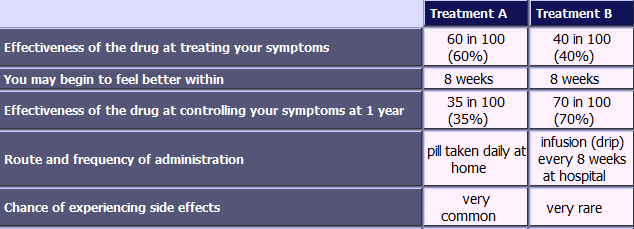 Treatment A Treatment B
Effectiveness of the drug at treating your symptoms
60 in 100
(60%)
40 in 100
(40%)
You may begin to feel better within
8 weeks
8 weeks
Effectiveness of the drug at controlling your symptoms at 1 year
35 in 100
(35%)
70 in 100
(70%)
Route and frequency of administration
pill taken daily at
home
infusion (drip)
every 8 weeks
at hospital
Chance of experiencing side effects
very
common
very rare